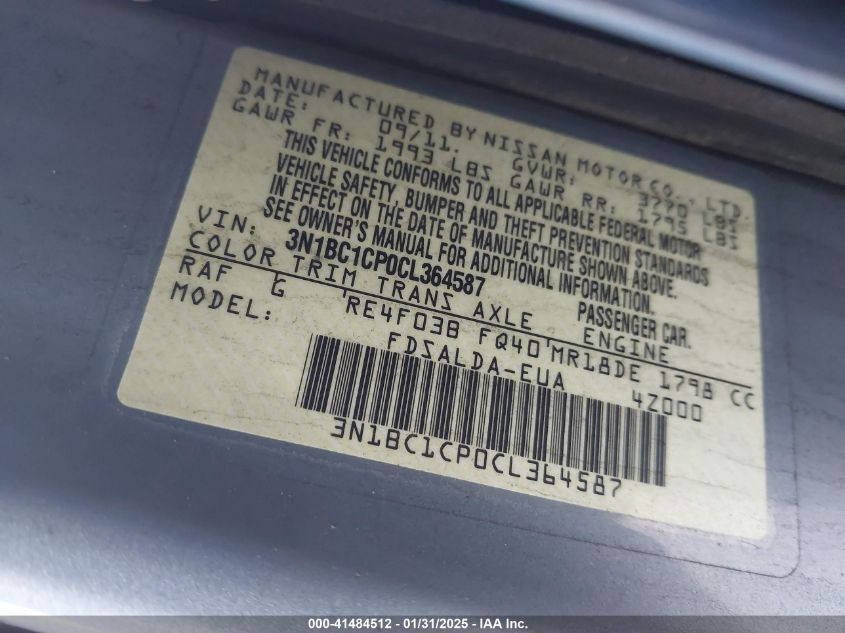 MANUFACTURED BY NISSAN MOTOR CO., LTD.
DATE: 09/11. GVWR: 3770 LBS
GAWR FR: 1993 LBS GAWR RR: 1795 LBS
THIS VEHICLE CONFORMS TO ALL APPLICABLE FEDERAL MOTOR
VEHICLE SAFETY, BUMPER AND THEFT PREVENTION STANDARDS
IN EFFECT ON THE DATE OF MANUFACTURE SHOWN ABOVE.
SEE OWNER'S MANUAL FOR ADDITIONAL INFORMATION.
VIN: 3N1BC1CP0CL364587 PASSENGER CAR.
COLOR TRIM TRANS AXLE ENGINE
RAF G RE4F03B FQ40 MR18DE 1798 CC
MODEL: FDSALDA-EUA 4Z000
3N1BC1CP0CL364587
000-41484512 - 01/31/2025 - IAA Inc.